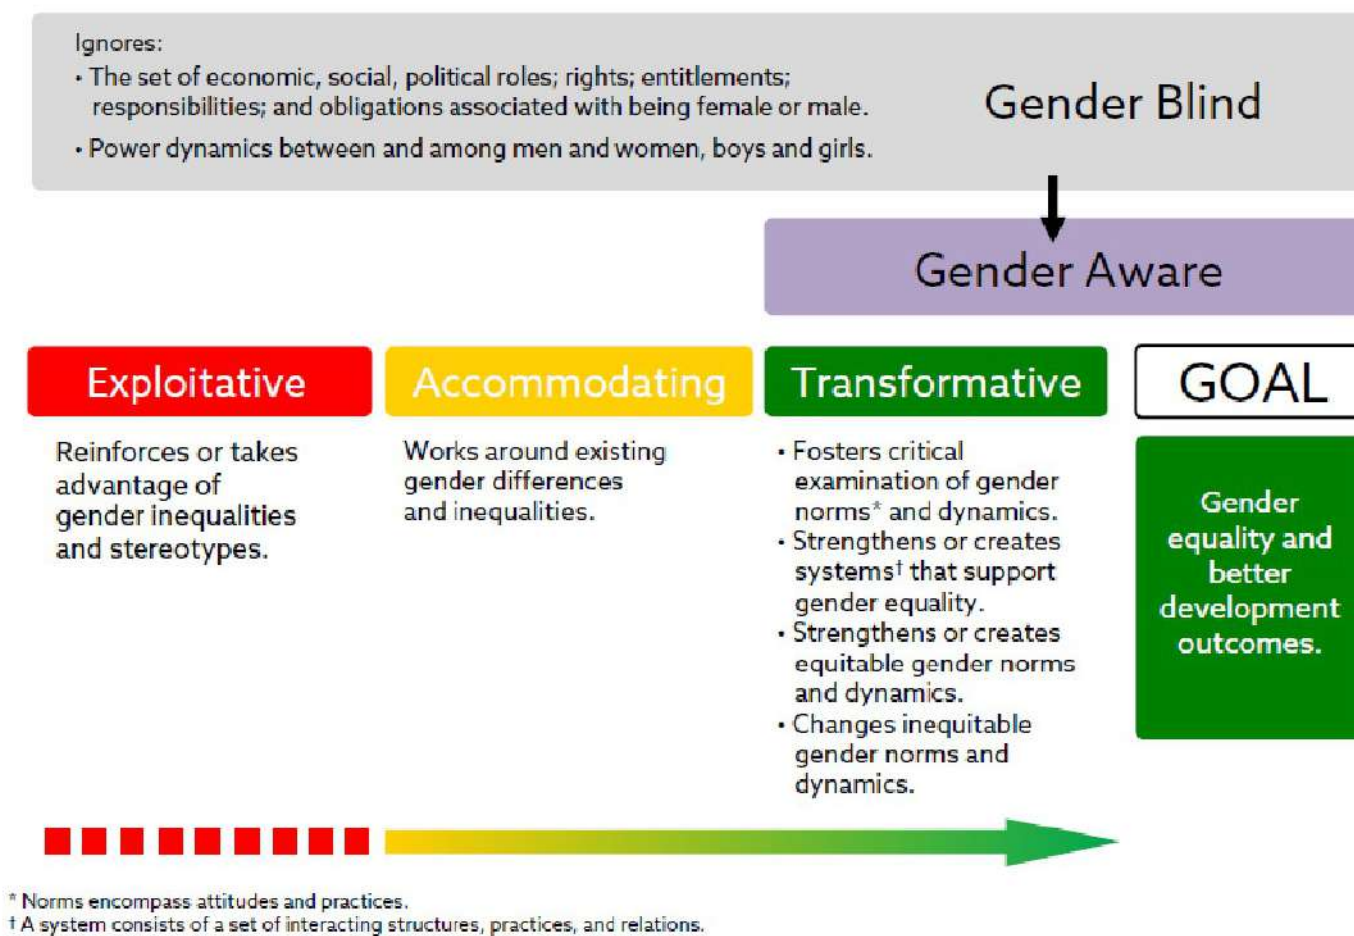 Ignores:
• The set of economic, social, political roles; rights; entitlements;
responsibilities; and obligations associated with being female or male.
• Power dynamics between and among men and women, boys and girls.
Gender Blind
Gender Aware
Exploitative
Reinforces or takes
advantage of
gender inequalities
and stereotypes.
Accommodating
Works around existing
gender differences
and inequalities.
Transformative
• Fosters critical
examination of gender
norms* and dynamics.
• Strengthens or creates
systems† that support
gender equality.
• Strengthens or creates
equitable gender norms
and dynamics.
• Changes inequitable
gender norms and
dynamics.
GOAL
Gender
equality and
better
development
outcomes.
* Norms encompass attitudes and practices.
† A system consists of a set of interacting structures, practices, and relations.